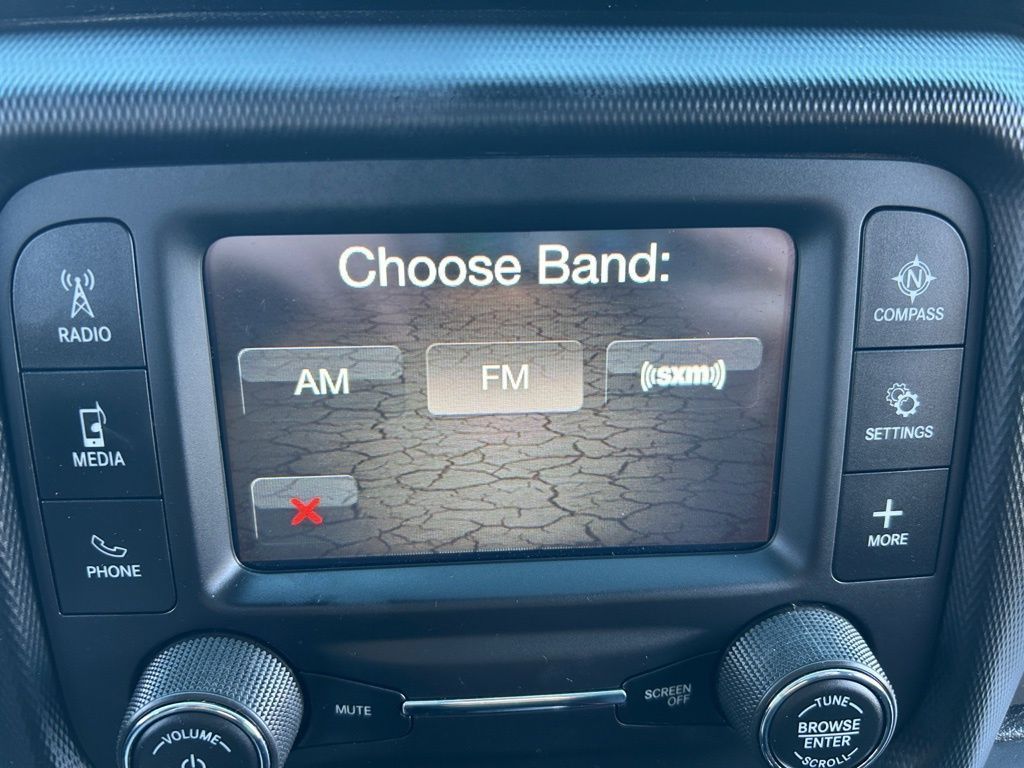 Choose Band:
AM
FM
((sxm))
RADIO
MEDIA
PHONE
N
COMPASS
SETTINGS
MORE
VOLUME
MUTE
SCREEN
OFF
TUNE
BROWSE
ENTER
SCROLL